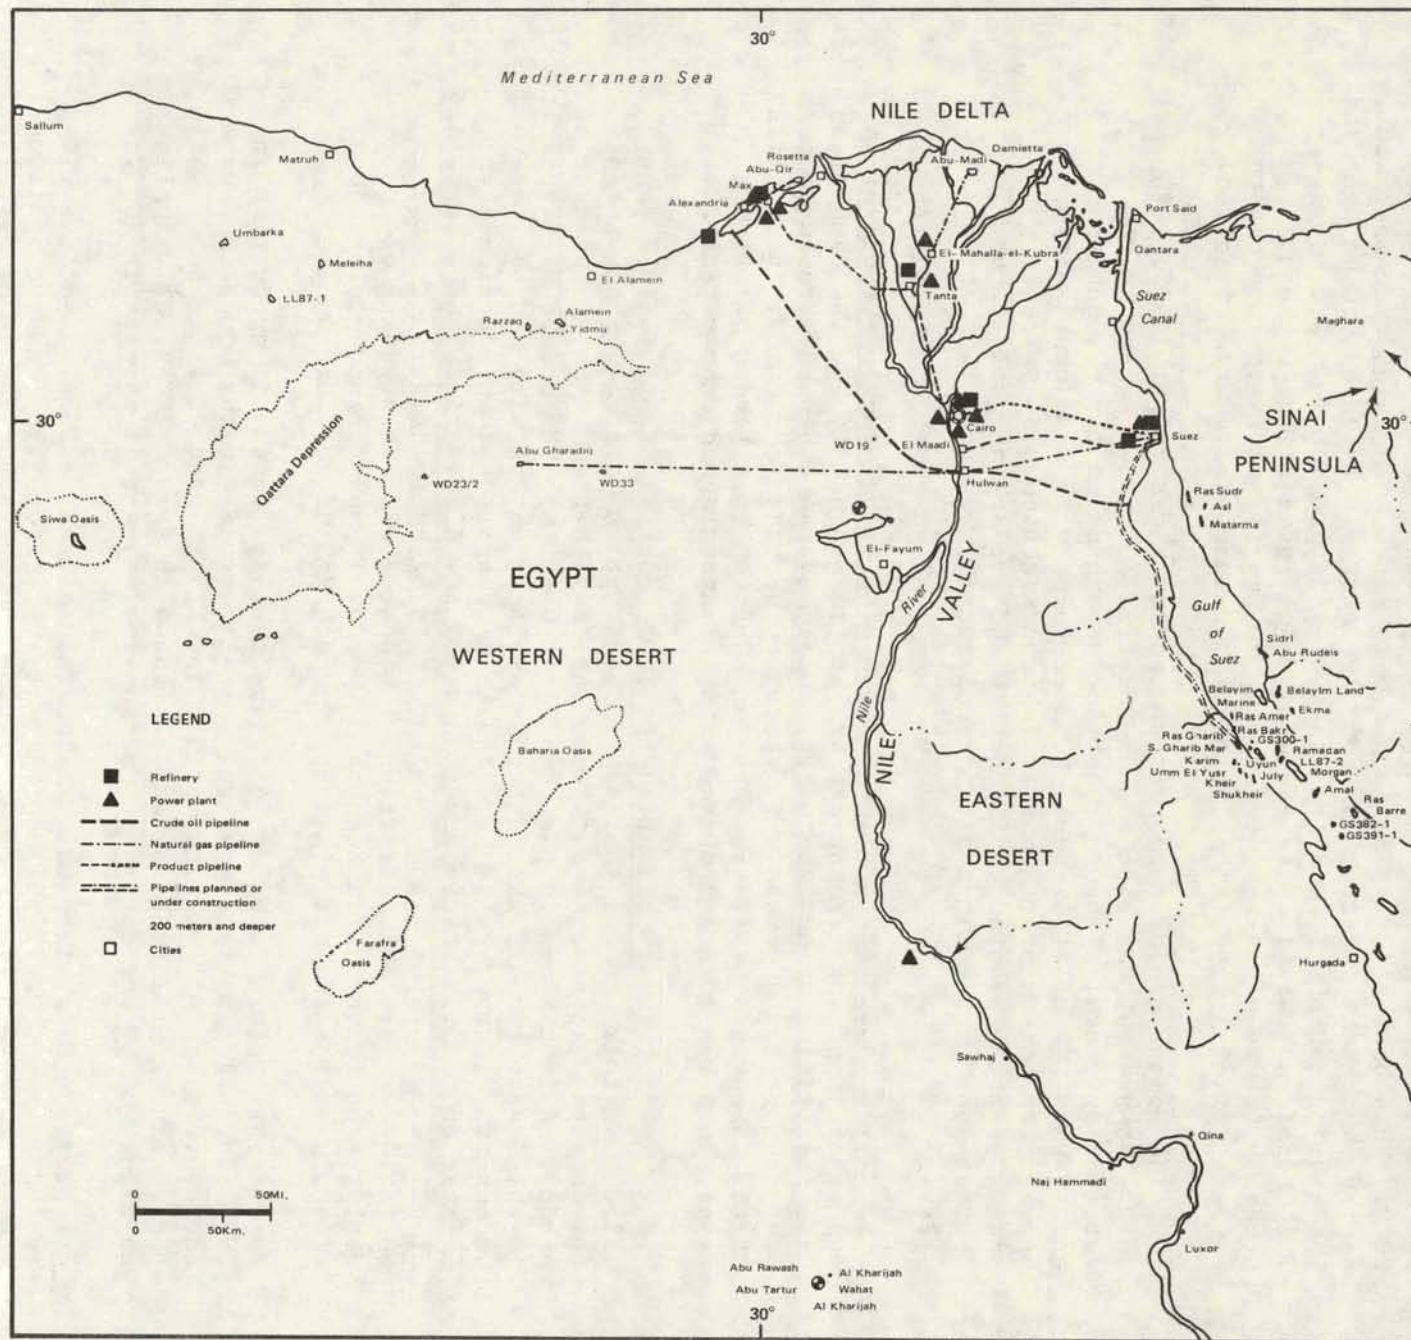 30°
Mediterranean Sea
NILE DELTA
Sallum
Matruh
Rosetta
Abu-Qir
Max
Alexandria
Abu-Madi
Damietta
Port Said
Qantara
Umbarka
Meleiha
LL87-1
El Alamein
El-Mahalla-el-Kubra
Tanta
Suez
Canal
Maghara
Razzaq
Alamein
Yidmu
30°
Qattara Depression
Cairo
WD19
El Maadi
Suez
SINAI
PENINSULA
30°
Abu Gharadiq
WD23/2
WD33
Hulwan
Ras Sudr
Asl
Matarma
Siwa Oasis
El-Fayum
EGYPT
River
VALLEY
Gulf
of
Suez
WESTERN DESERT
Sidri
Abu Rudeis
Nile
NILE
LEGEND
Refinery
Power plant
Crude oil pipeline
Natural gas pipeline
Product pipeline
Pipelines planned or
under construction
200 meters and deeper
Cities
Baharia Oasis
Belayim
Marine
Belayim Land
Ekma
Ras Amer
Ras Bakr
Ras Gharib
GS300-1
S. Gharib Mar
Ramadan
Karim
Uyun
LL87-2
Umm El Yusr
July
Morgan
Kheir
Shukheir
Amal
Ras
Barre
GS382-1
GS391-1
EASTERN
DESERT
Farafra
Oasis
Hurgada
Sawhaj
Qina
Naj Hammadi
Luxor
0 50MI.
0 50Km.
Abu Rawash
Abu Tartur
Al Kharijah
Wahat
Al Kharijah
30°